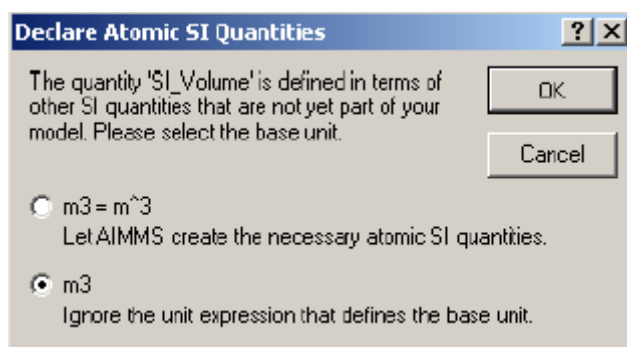 Declare Atomic SI Quantities
The quantity 'SI_Volume' is defined in terms of
other SI quantities that are not yet part of your
model. Please select the base unit.
OK
Cancel
m3 = m^3
Let AIMMS create the necessary atomic SI quantities.
m3
Ignore the unit expression that defines the base unit.